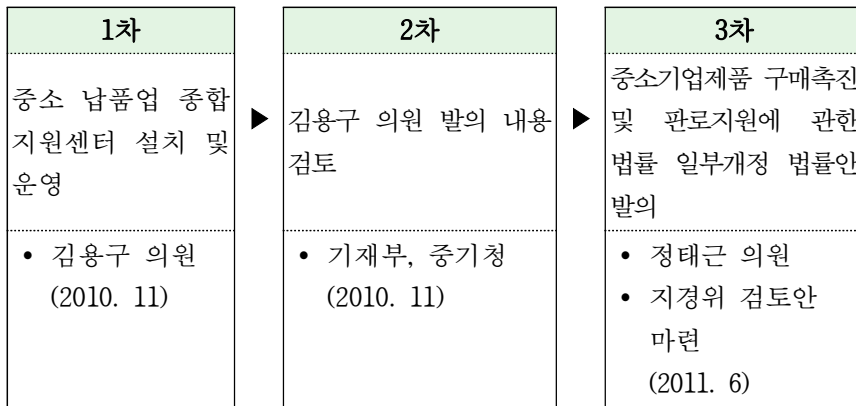 1차
중소 납품업 종합
지원센터 설치 및
운영
• 김용구 의원
(2010. 11)
▶
2차
김용구 의원 발의 내용
검토
• 기재부, 중기청
(2010. 11)
▶
3차
중소기업제품 구매촉진
및 판로지원에 관한
법률 일부개정 법률안
발의
• 정태근 의원
• 지경위 검토안
마련
(2011. 6)